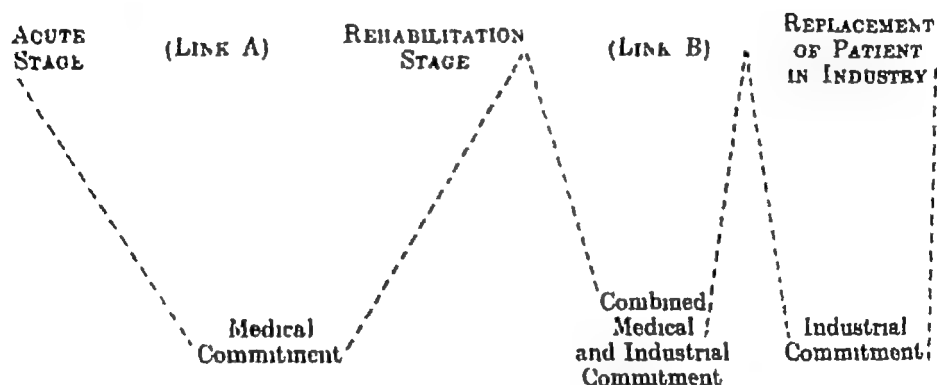 ACUTE
STAGE
(LINK A)
REHABILITATION
STAGE
(LINK B)
REPLACEMENT
OF PATIENT
IN INDUSTRY
Medical
Commitment
Combined
Medical
and Industrial
Commitment
Industrial
Commitment